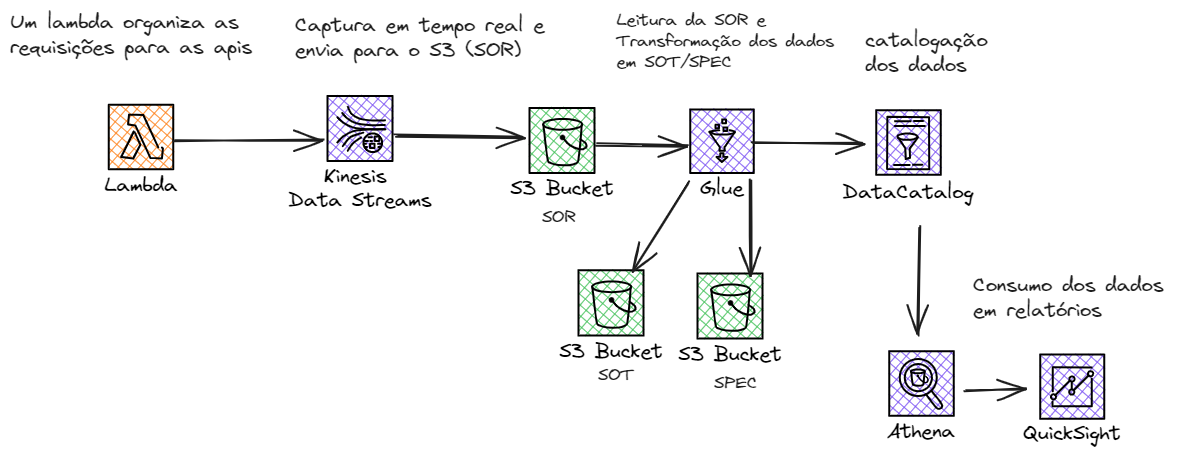 Um lambda organiza as
requisições para as apis
Captura em tempo real e
envia para o S3 (SOR)
Leitura da SOR e
Transformação dos dados
em SOT/SPEC
catalogação
dos dados
Lambda
Kinesis
Data Streams
S3 Bucket
SOR
Glue
DataCatalog
S3 Bucket
SOT
S3 Bucket
SPEC
Consumo dos dados
em relatórios
Athena
QuickSight